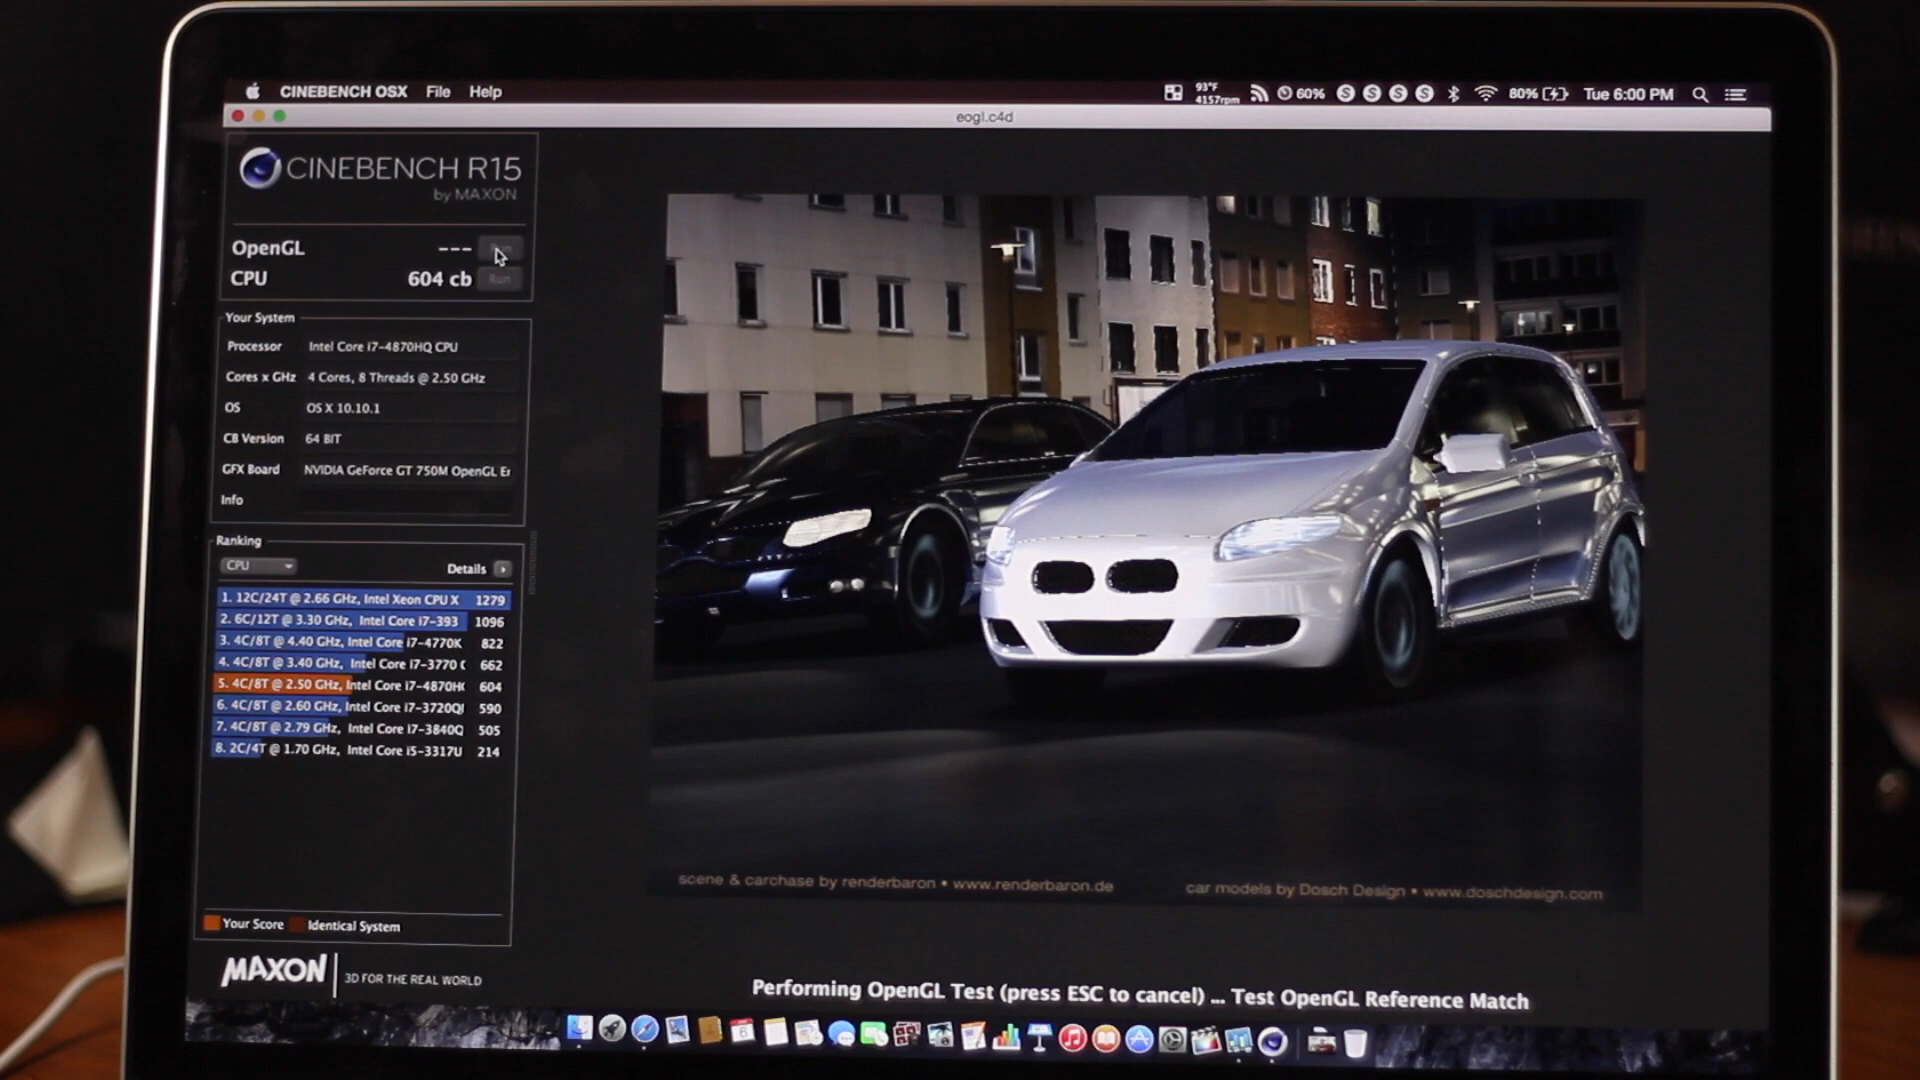 CINEBENCH OSX File Help
93°F
4157rpm
60% S S S S 80% Tue 6:00 PM
eogl.c4d
CINEBENCH R15
by MAXON
OpenGL --- Run
CPU 604 cb Run
Your System
Processor Intel Core i7-4870HQ CPU
Cores x GHz 4 Cores, 8 Threads @ 2.50 GHz
OS OS X 10.10.1
CB Version 64 BIT
GFX Board NVIDIA GeForce GT 750M OpenGL Er
Info
Ranking
CPU Details
1. 12C/24T @ 2.66 GHz, Intel Xeon CPU X 1279
2. 6C/12T @ 3.30 GHz, Intel Core i7-393 1096
3. 4C/8T @ 4.40 GHz, Intel Core i7-4770K 822
4. 4C/8T @ 3.40 GHz, Intel Core i7-3770 C 662
5. 4C/8T @ 2.50 GHz, Intel Core i7-4870H 604
6. 4C/8T @ 2.60 GHz, Intel Core i7-3720Q 590
7. 4C/8T @ 2.79 GHz, Intel Core i7-3840Q 505
8. 2C/4T @ 1.70 GHz, Intel Core i5-3317U 214
Your Score Identical System
MAXON 3D FOR THE REAL WORLD
scene & carchase by renderbaron • www.renderbaron.de car models by Dosch Design • www.doschdesign.com
Performing OpenGL Test (press ESC to cancel) ... Test OpenGL Reference Match